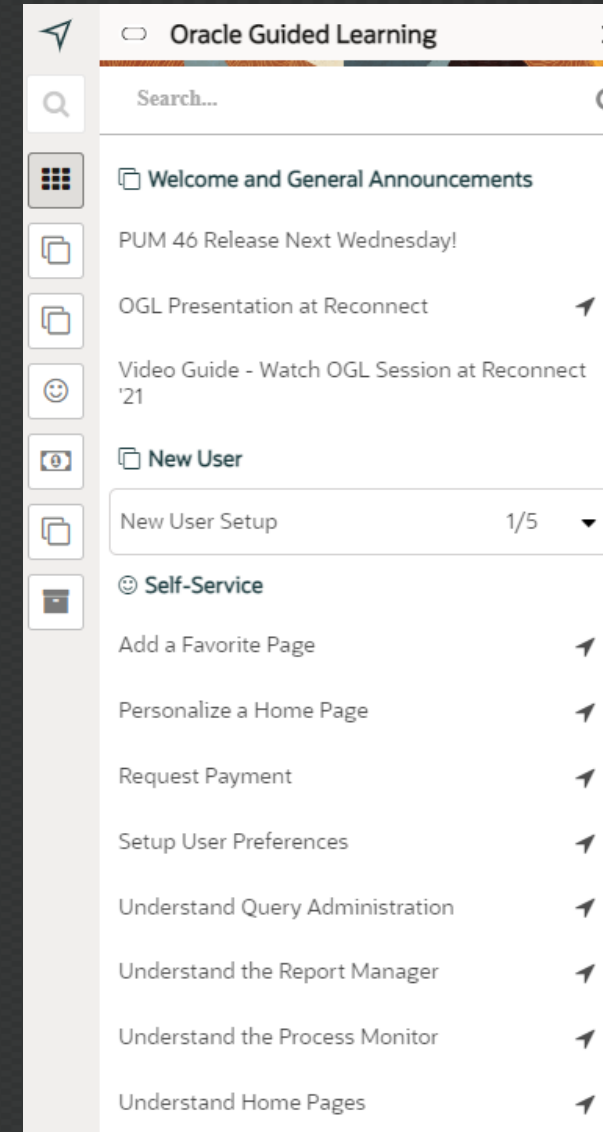 Oracle Guided Learning
Search...
Welcome and General Announcements
PUM 46 Release Next Wednesday!
OGL Presentation at Reconnect
Video Guide - Watch OGL Session at Reconnect
'21
New User
New User Setup 1/5
Self-Service
Add a Favorite Page
Personalize a Home Page
Request Payment
Setup User Preferences
Understand Query Administration
Understand the Report Manager
Understand the Process Monitor
Understand Home Pages